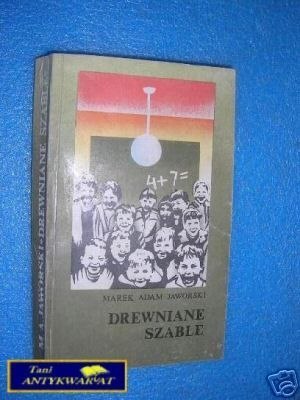 4+7=
MAREK ADAM JAWORSKI
DREWNIANE
SZABLE
M.A. JAWORSKI-DREWNIANE SZABLE
Tani
ANTYKWARYAT